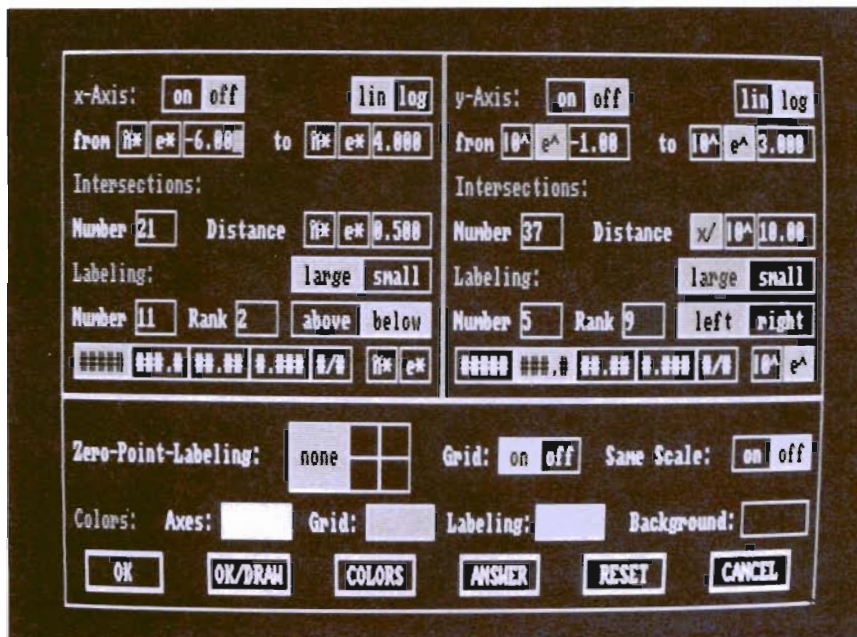 x-Axis: on off lin log
from π* e* -6.00 to π* e* 4.000
Intersections:
Number 21 Distance π* e* 0.500
Labeling: large small
Number 11 Rank 2 above below
##### ###.# ##.## #.### #/# π* e*
y-Axis: on off lin log
from 10^ e^ -1.00 to 10^ e^ 3.000
Intersections:
Number 37 Distance x/ 10^ 10.00
Labeling: large small
Number 5 Rank 9 left right
##### ###.# ##.## #.### #/# 10^ e^
Zero-Point-Labeling: none Grid: on off Same Scale: on off
Colors: Axes: Grid: Labeling: Background:
OK OK/DRAW COLORS ANSWER RESET CANCEL